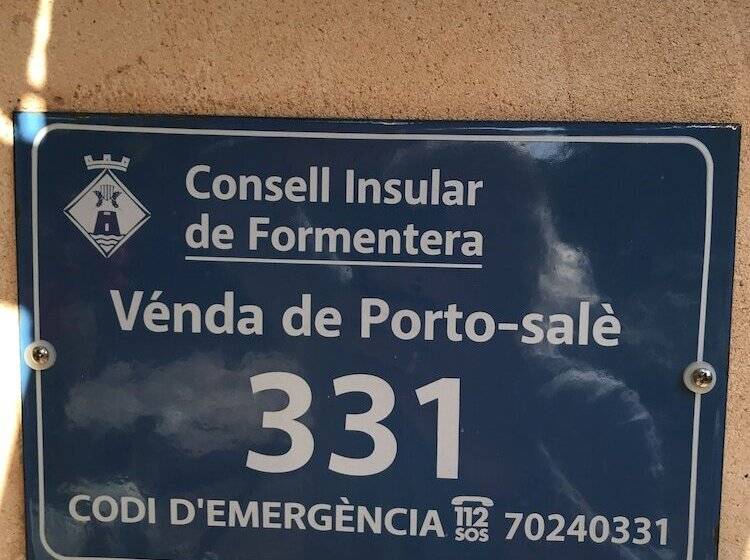 Consell Insular
de Formentera
Vénda de Porto-salè
331
CODI D'EMERGÈNCIA 112 SOS 70240331